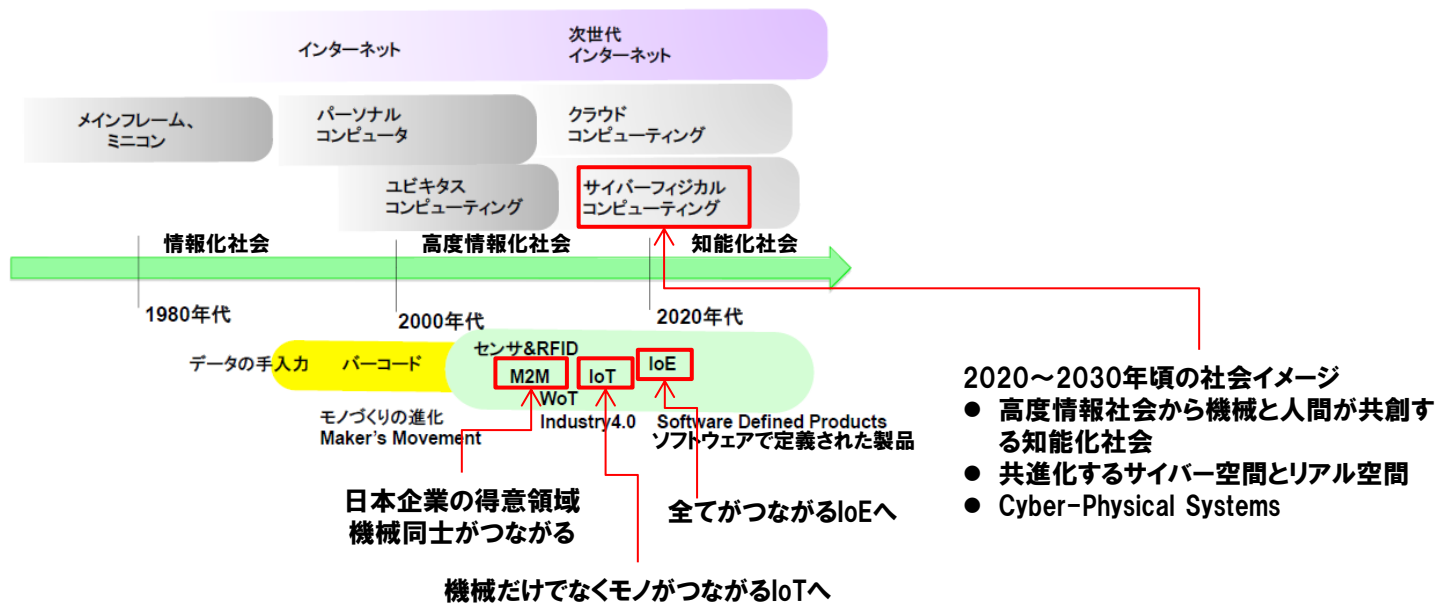 インターネット
次世代
インターネット
メインフレーム、
ミニコン
パーソナル
コンピュータ
クラウド
コンピューティング
ユビキタス
コンピューティング
サイバーフィジカル
コンピューティング
情報化社会
高度情報化社会
知能化社会
1980年代
2000年代
2020年代
データの手入力
バーコード
センサ&RFID
M2M
IoT
IoE
WoT
モノづくりの進化
Maker's Movement
Industry4.0
Software Defined Products
ソフトウェアで定義された製品
日本企業の得意領域
機械同士がつながる
全てがつながるIoEへ
機械だけでなくモノがつながるIoTへ
2020～2030年頃の社会イメージ
● 高度情報社会から機械と人間が共創す
る知能化社会
● 共進化するサイバー空間とリアル空間
● Cyber-Physical Systems